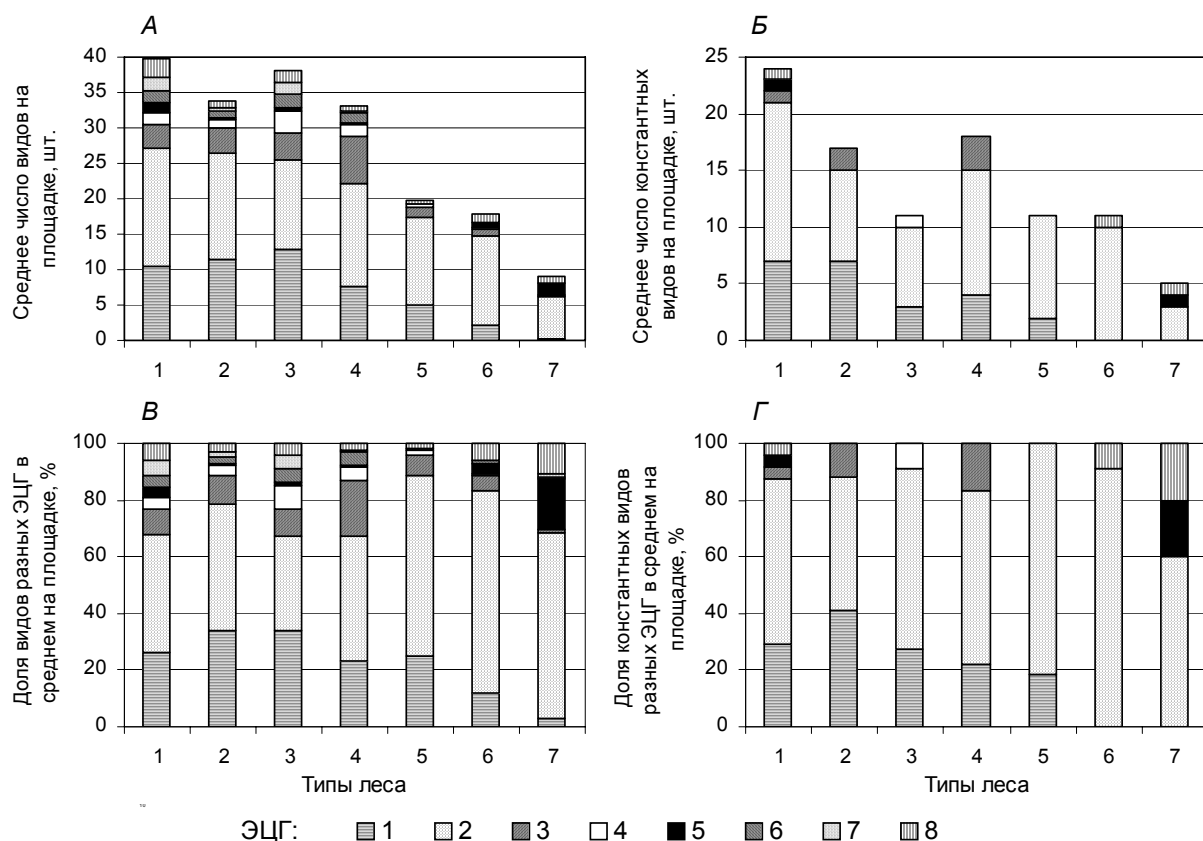 А
Среднее число видов на
площадке, шт.
40
35
30
25
20
15
10
5
0
1 2 3 4 5 6 7
Б
Среднее число константных
видов на площадке, шт.
25
20
15
10
5
0
1 2 3 4 5 6 7
В
Доля видов разных ЭЦГ в
среднем на площадке, %
100
80
60
40
20
0
1 2 3 4 5 6 7
Типы леса
Г
Доля константных видов
разных ЭЦГ в среднем на
площадке, %
100
80
60
40
20
0
1 2 3 4 5 6 7
Типы леса
ЭЦГ: 1 2 3 4 5 6 7 8